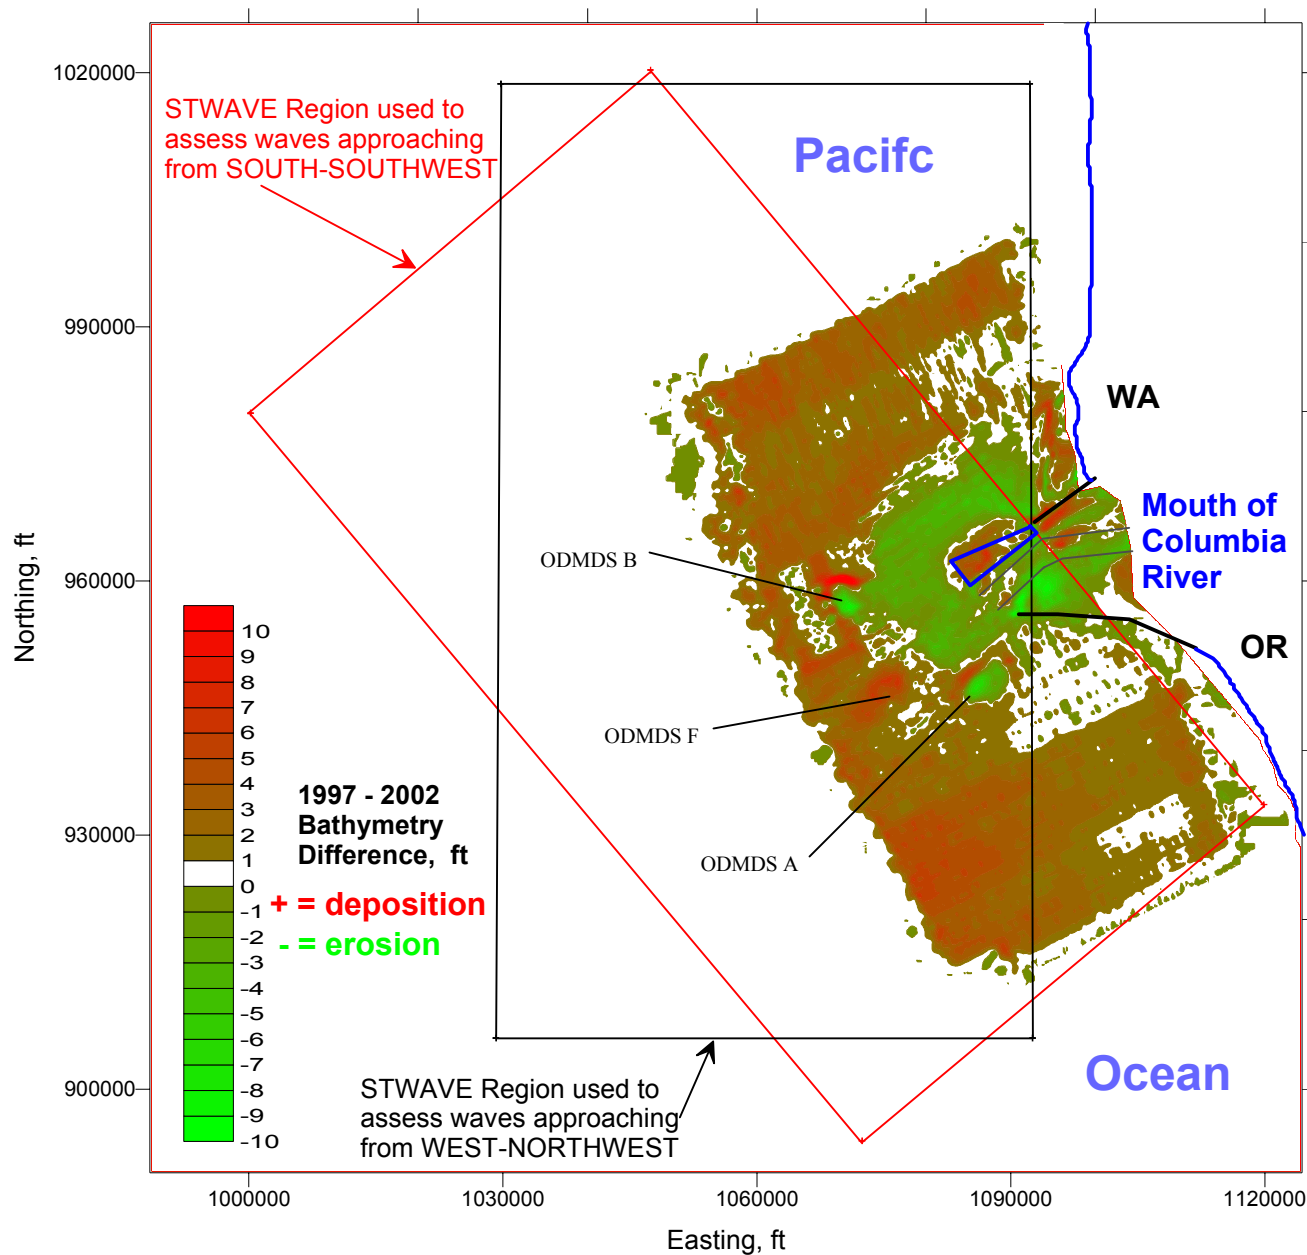 1020000
990000
960000
930000
900000
Northing, ft
STWAVE Region used to
assess waves approaching
from SOUTH-SOUTHWEST
Pacifc
WA
Mouth of
Columbia
River
OR
ODMDS B
ODMDS F
ODMDS A
10
9
8
7
6
5
4
3
2
1
0
-1
-2
-3
-4
-5
-6
-7
-8
-9
-10
1997 - 2002
Bathymetry
Difference, ft
+ = deposition
- = erosion
Ocean
STWAVE Region used to
assess waves approaching
from WEST-NORTHWEST
1000000
1030000
1060000
1090000
1120000
Easting, ft